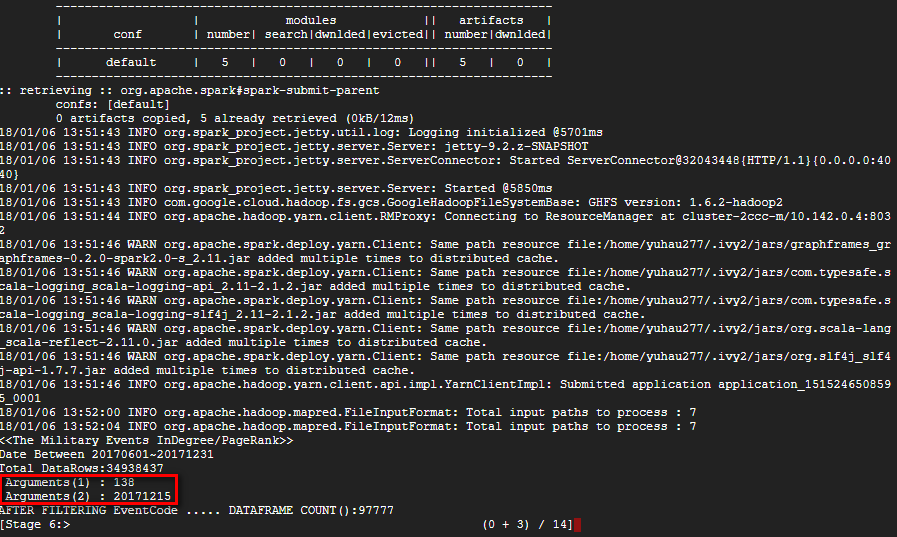 ---------------------------------------------------------------------
|                  |            modules            ||   artifacts   |
|       conf       | number| search|dwnlded|evicted|| number|dwnlded|
---------------------------------------------------------------------
|      default     |   5   |   0   |   0   |   0   ||   5   |   0   |
---------------------------------------------------------------------
:: retrieving :: org.apache.spark#spark-submit-parent
confs: [default]
0 artifacts copied, 5 already retrieved (0kB/12ms)
18/01/06 13:51:43 INFO org.spark_project.jetty.util.log: Logging initialized @5701ms
18/01/06 13:51:43 INFO org.spark_project.jetty.server.Server: jetty-9.2.z-SNAPSHOT
18/01/06 13:51:43 INFO org.spark_project.jetty.server.ServerConnector: Started ServerConnector@32043448{HTTP/1.1}{0.0.0.0:40
40}
18/01/06 13:51:43 INFO org.spark_project.jetty.server.Server: Started @5850ms
18/01/06 13:51:43 INFO com.google.cloud.hadoop.fs.gcs.GoogleHadoopFileSystemBase: GHFS version: 1.6.2-hadoop2
18/01/06 13:51:44 INFO org.apache.hadoop.yarn.client.RMProxy: Connecting to ResourceManager at cluster-2ccc-m/10.142.0.4:803
2
18/01/06 13:51:46 WARN org.apache.spark.deploy.yarn.Client: Same path resource file:/home/yuhau277/.ivy2/jars/graphframes_gr
aphframes-0.2.0-spark2.0-s_2.11.jar added multiple times to distributed cache.
18/01/06 13:51:46 WARN org.apache.spark.deploy.yarn.Client: Same path resource file:/home/yuhau277/.ivy2/jars/com.typesafe.s
cala-logging_scala-logging-api_2.11-2.1.2.jar added multiple times to distributed cache.
18/01/06 13:51:46 WARN org.apache.spark.deploy.yarn.Client: Same path resource file:/home/yuhau277/.ivy2/jars/com.typesafe.s
cala-logging_scala-logging-slf4j_2.11-2.1.2.jar added multiple times to distributed cache.
18/01/06 13:51:46 WARN org.apache.spark.deploy.yarn.Client: Same path resource file:/home/yuhau277/.ivy2/jars/org.scala-lang
_scala-reflect-2.11.0.jar added multiple times to distributed cache.
18/01/06 13:51:46 WARN org.apache.spark.deploy.yarn.Client: Same path resource file:/home/yuhau277/.ivy2/jars/org.slf4j_slf4
j-api-1.7.7.jar added multiple times to distributed cache.
18/01/06 13:51:46 INFO org.apache.hadoop.yarn.client.api.impl.YarnClientImpl: Submitted application application_151524650859
5_0001
18/01/06 13:52:00 INFO org.apache.hadoop.mapred.FileInputFormat: Total input paths to process : 7
18/01/06 13:52:04 INFO org.apache.hadoop.mapred.FileInputFormat: Total input paths to process : 7
<<The Military Events InDegree/PageRank>>
Date Between 20170601~20171231
Total DataRows:34938437
Arguments(1) : 138
Arguments(2) : 20171215
AFTER FILTERING EventCode ..... DATAFRAME COUNT():97777
[Stage 6:> (0 + 3) / 14]